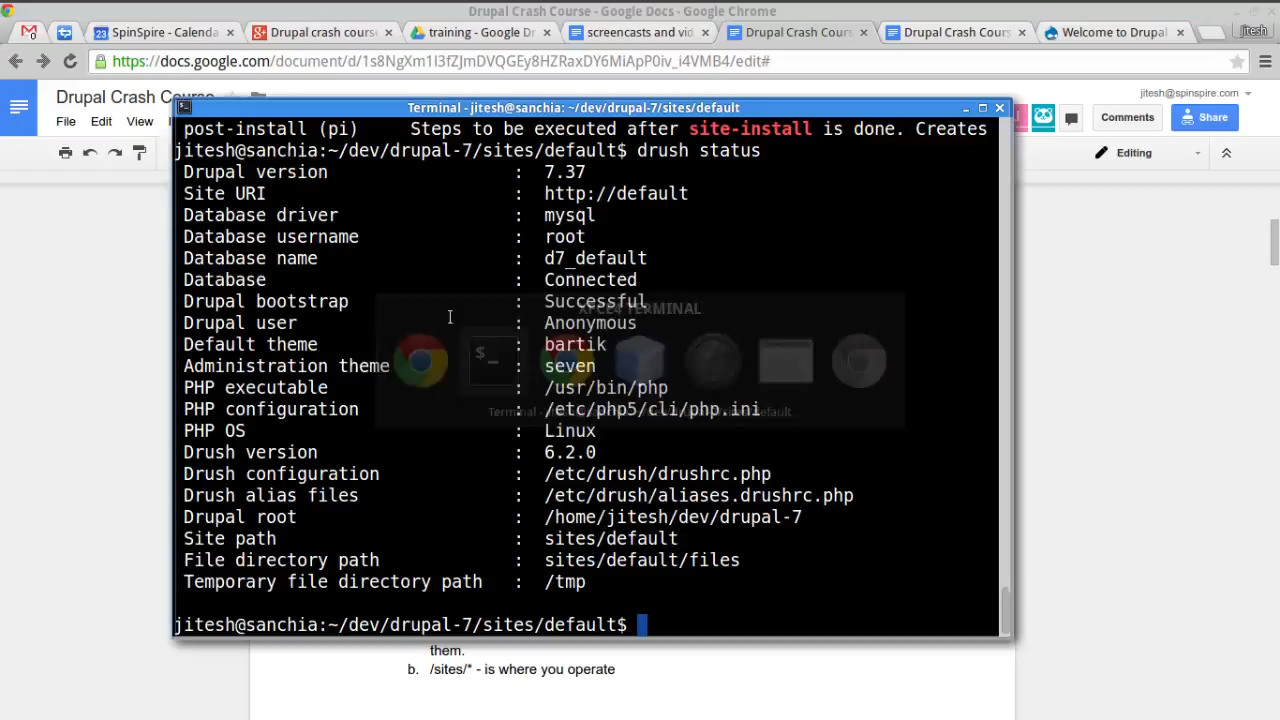 Drupal Crash Course - Google Docs - Google Chrome
SpinSpire - Calenda
Drupal crash cours
training - Google Dr
screencasts and vid
Drupal Crash Cours
Drupal Crash Cours
Welcome to Drupal
jitesh
https://docs.google.com/document/d/1s8NgXm1I3fZJmDVQGEy8HZRaxDY6MiApP0iv_i4VMB4/edit#
Drupal Crash Co
jitesh@spinspire.com
File Edit View
Comments
Share
Editing
Terminal - jitesh@sanchia: ~/dev/drupal-7/sites/default
post-install (pi) Steps to be executed after site-install is done. Creates
jitesh@sanchia:~/dev/drupal-7/sites/default$ drush status
Drupal version : 7.37
Site URI : http://default
Database driver : mysql
Database username : root
Database name : d7_default
Database : Connected
Drupal bootstrap : Successful
XFCE4 TERMINAL
Drupal user : Anonymous
Default theme : bartik
Administration theme : seven
PHP executable : /usr/bin/php
PHP configuration : /etc/php5/cli/php.ini
PHP OS : Linux
Drush version : 6.2.0
Drush configuration : /etc/drush/drushrc.php
Drush alias files : /etc/drush/aliases.drushrc.php
Drupal root : /home/jitesh/dev/drupal-7
Site path : sites/default
File directory path : sites/default/files
Temporary file directory path : /tmp
jitesh@sanchia:~/dev/drupal-7/sites/default$
them.
b. /sites/* - is where you operate